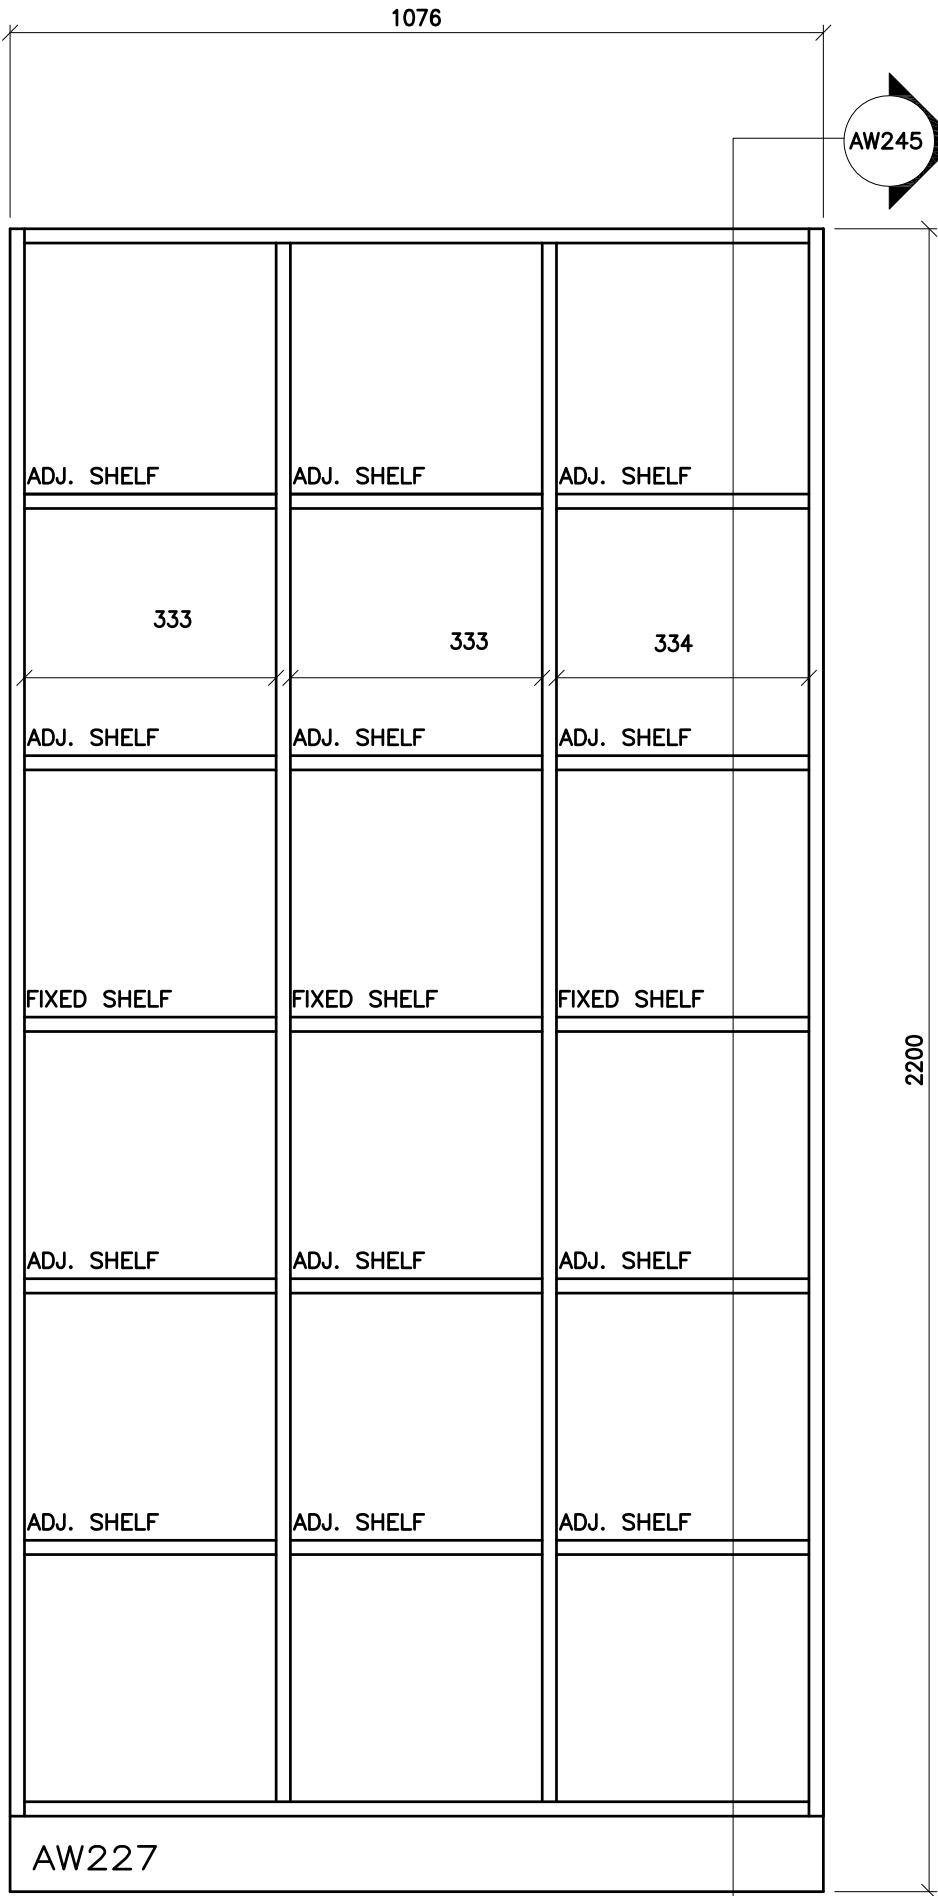 1076
AW245
ADJ. SHELF ADJ. SHELF ADJ. SHELF
333 333 334
ADJ. SHELF ADJ. SHELF ADJ. SHELF
FIXED SHELF FIXED SHELF FIXED SHELF
2200
ADJ. SHELF ADJ. SHELF ADJ. SHELF
ADJ. SHELF ADJ. SHELF ADJ. SHELF
AW227